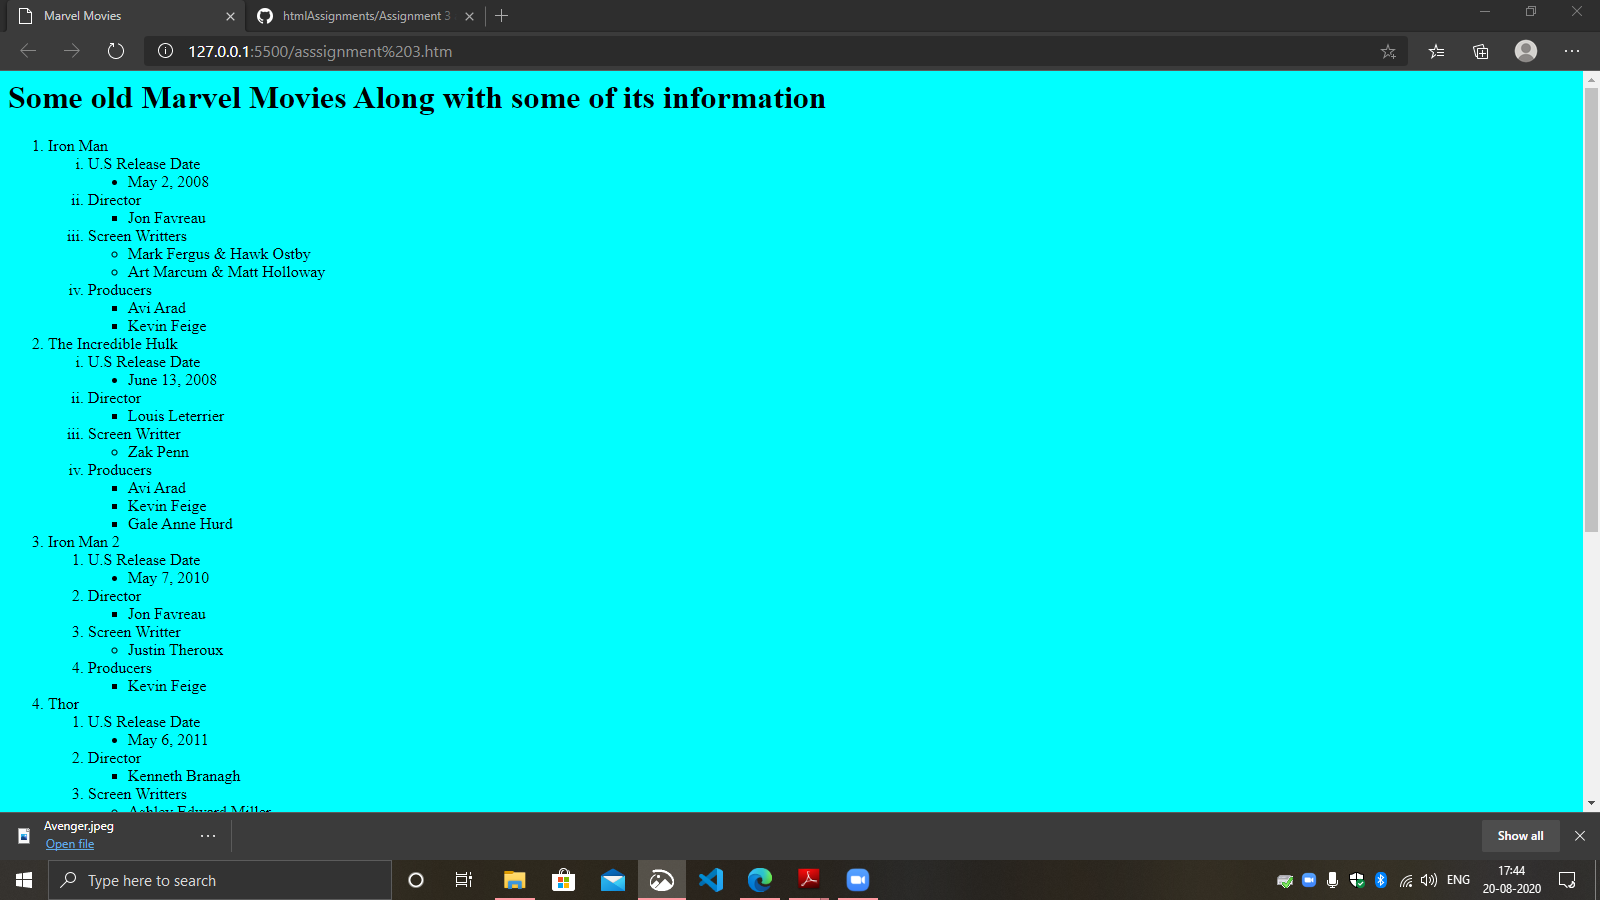 Marvel Movies
htmlAssignments/Assignment 3
127.0.0.1:5500/asssignment%203.htm
Some old Marvel Movies Along with some of its information
1. Iron Man
i. U.S Release Date
• May 2, 2008
ii. Director
▪ Jon Favreau
iii. Screen Writters
◦ Mark Fergus & Hawk Ostby
◦ Art Marcum & Matt Holloway
iv. Producers
▪ Avi Arad
▪ Kevin Feige
2. The Incredible Hulk
i. U.S Release Date
• June 13, 2008
ii. Director
▪ Louis Leterrier
iii. Screen Writter
◦ Zak Penn
iv. Producers
▪ Avi Arad
▪ Kevin Feige
▪ Gale Anne Hurd
3. Iron Man 2
1. U.S Release Date
• May 7, 2010
2. Director
▪ Jon Favreau
3. Screen Writter
◦ Justin Theroux
4. Producers
▪ Kevin Feige
4. Thor
1. U.S Release Date
• May 6, 2011
2. Director
▪ Kenneth Branagh
3. Screen Writters
◦ Ashley Edward Miller
Avenger.jpeg
Open file
Show all
Type here to search
ENG
17:44
20-08-2020